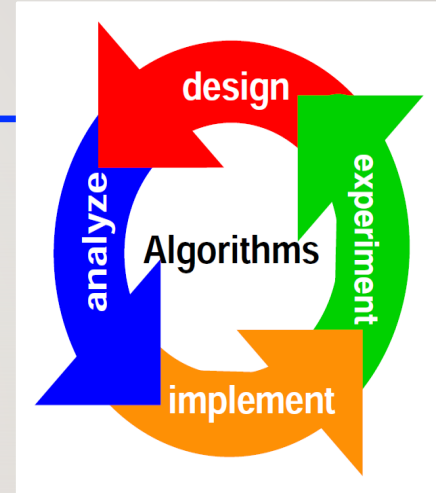 design
experiment
analyze
Algorithms
implement